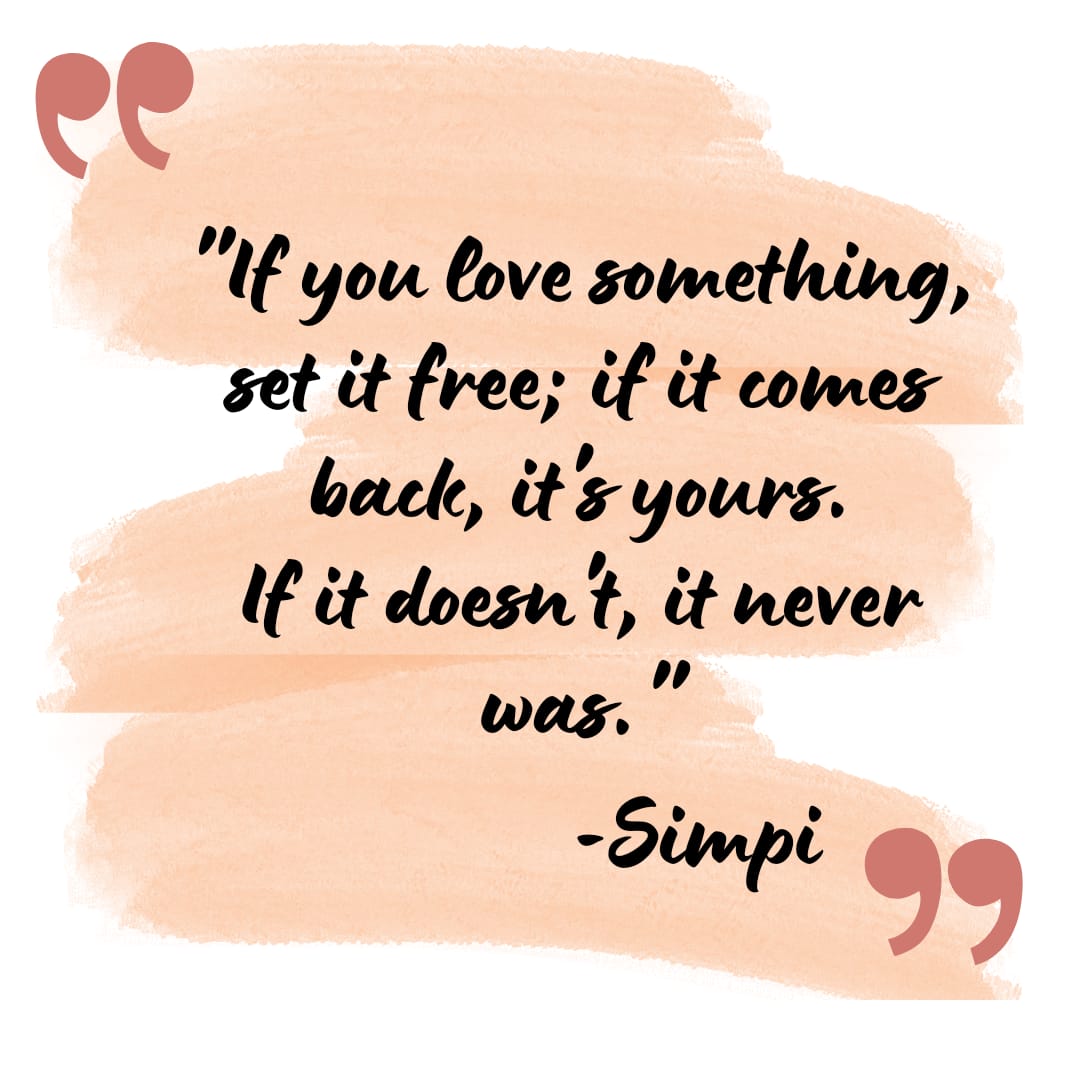 "If you love something,
set it free; if it comes
back, it's yours.
If it doesn't, it never
was."
-Simpi